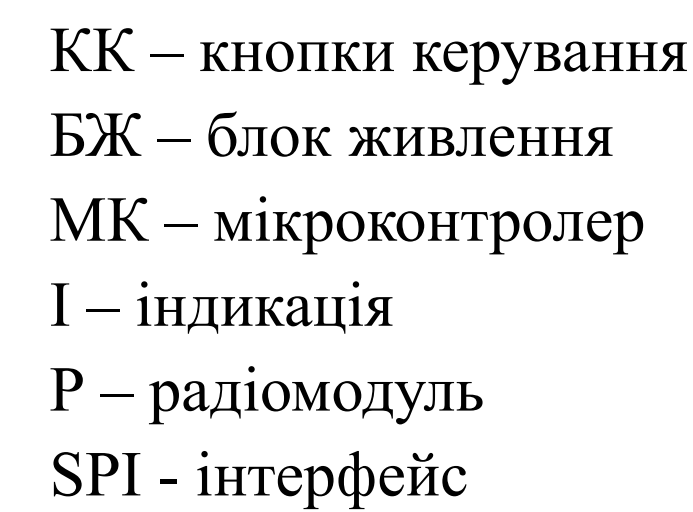 КК – кнопки керування
БЖ – блок живлення
МК – мікроконтролер
І – індикація
Р – радіомодуль
SPI - інтерфейс